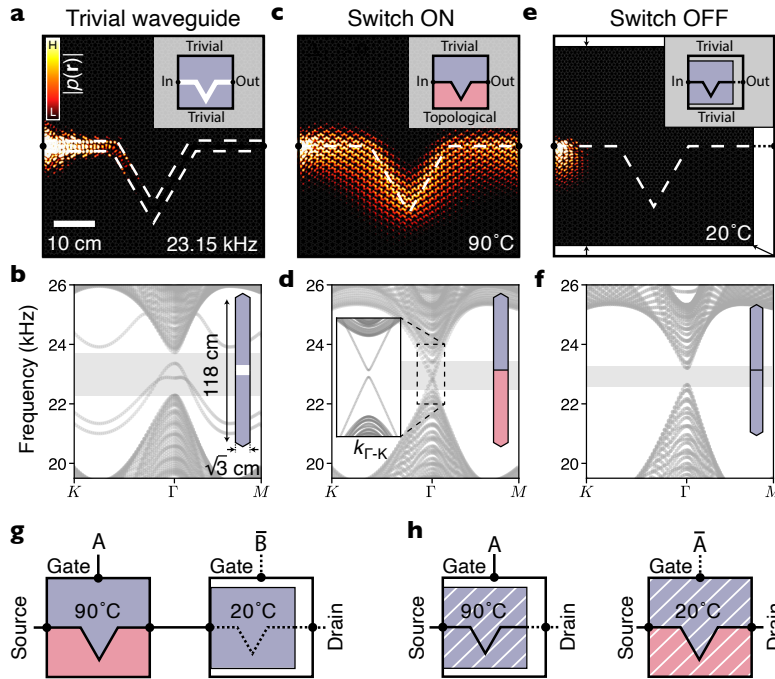 a Trivial waveguide
H
L
|p(r)|
Trivial
In
Out
Trivial
10 cm
23.15 kHz
c Switch ON
Trivial
In
Out
Topological
90°C
e Switch OFF
Trivial
In
Out
Trivial
20°C
b
Frequency (kHz)
26
24
22
20
118 cm
√3 cm
K
Γ
M
d
26
24
22
20
k Γ-K
K
Γ
M
f
26
24
22
20
K
Γ
M
g
A
Gate
90°C
Source
B̅
Gate
20°C
Drain
h
A
Gate
90°C
Source
Drain
A̅
Gate
20°C
Source
Drain